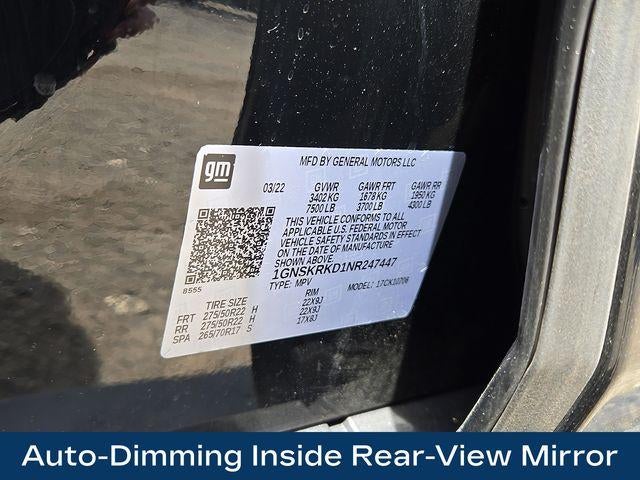 gm
MFD BY GENERAL MOTORS LLC
03/22 GVWR GAWR FRT GAWR RR
3402 KG 1678 KG 1950 KG
7500 LB 3700 LB 4300 LB
THIS VEHICLE CONFORMS TO ALL
APPLICABLE U.S. FEDERAL MOTOR
VEHICLE SAFETY STANDARDS IN EFFECT
ON THE DATE OF MANUFACTURE
SHOWN ABOVE.
1GNSKRKD1NR247447
8555 TYPE: MPV MODEL: 17CK10706
TIRE SIZE RIM
FRT 275/50R22 H 22X9J
RR 275/50R22 H 22X9J
SPA 265/70R17 S 17X8J
Auto-Dimming Inside Rear-View Mirror